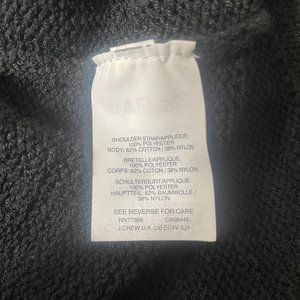 SHOULDER STRAP/APPLIQUE:
100% POLYESTER
BODY: 62% COTTON / 38% NYLON
BRETELLE/APPLIQUE:
100% POLYESTER
CORPS: 62% COTON / 38% NYLON
SCHULTERGURT/APPLIQUE:
100% POLYESTER
HAUPTTEIL: 62% BAUMWOLLE /
38% NYLON
SEE REVERSE FOR CARE
RN77388 CA56445
J.CREW U.K. Ltd EC4V 6JA